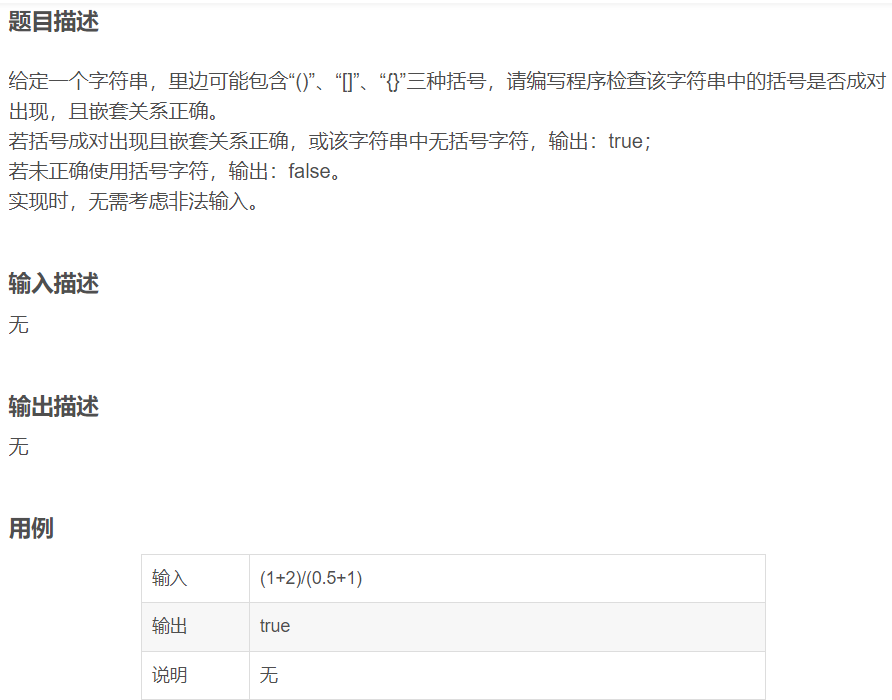 题目描述
给定一个字符串，里边可能包含“()”、“[]”、“{}”三种括号，请编写程序检查该字符串中的括号是否成对
出现，且嵌套关系正确。
若括号成对出现且嵌套关系正确，或该字符串中无括号字符，输出：true；
若未正确使用括号字符，输出：false。
实现时，无需考虑非法输入。
输入描述
无
输出描述
无
用例
输入 (1+2)/(0.5+1)
输出 true
说明 无